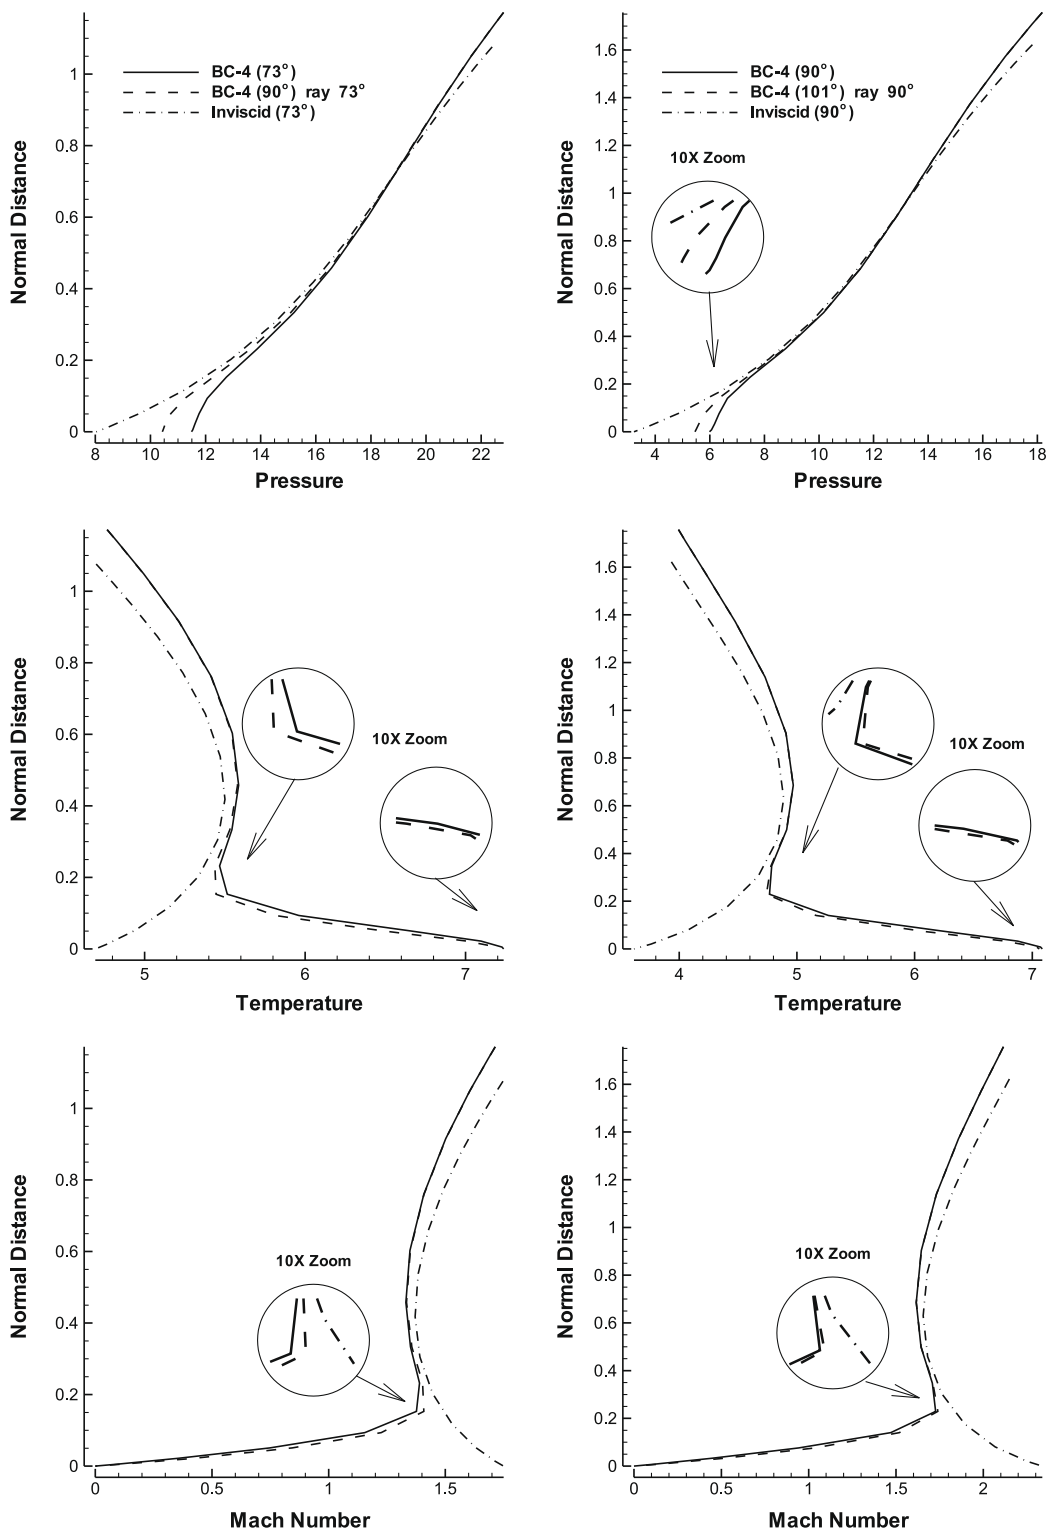 Normal Distance
1
0.8
0.6
0.4
0.2
0
BC-4 (73°)
BC-4 (90°) ray 73°
Inviscid (73°)
8 10 12 14 16 18 20 22
Pressure
Normal Distance
1.6
1.4
1.2
1
0.8
0.6
0.4
0.2
0
BC-4 (90°)
BC-4 (101°) ray 90°
Inviscid (90°)
10X Zoom
4 6 8 10 12 14 16 18
Pressure
Normal Distance
1
0.8
0.6
0.4
0.2
0
10X Zoom
5 6 7
Temperature
Normal Distance
1.6
1.4
1.2
1
0.8
0.6
0.4
0.2
0
10X Zoom
4 5 6 7
Temperature
Normal Distance
1
0.8
0.6
0.4
0.2
0
10X Zoom
0 0.5 1 1.5
Mach Number
Normal Distance
1.6
1.4
1.2
1
0.8
0.6
0.4
0.2
0
10X Zoom
0 0.5 1 1.5 2
Mach Number